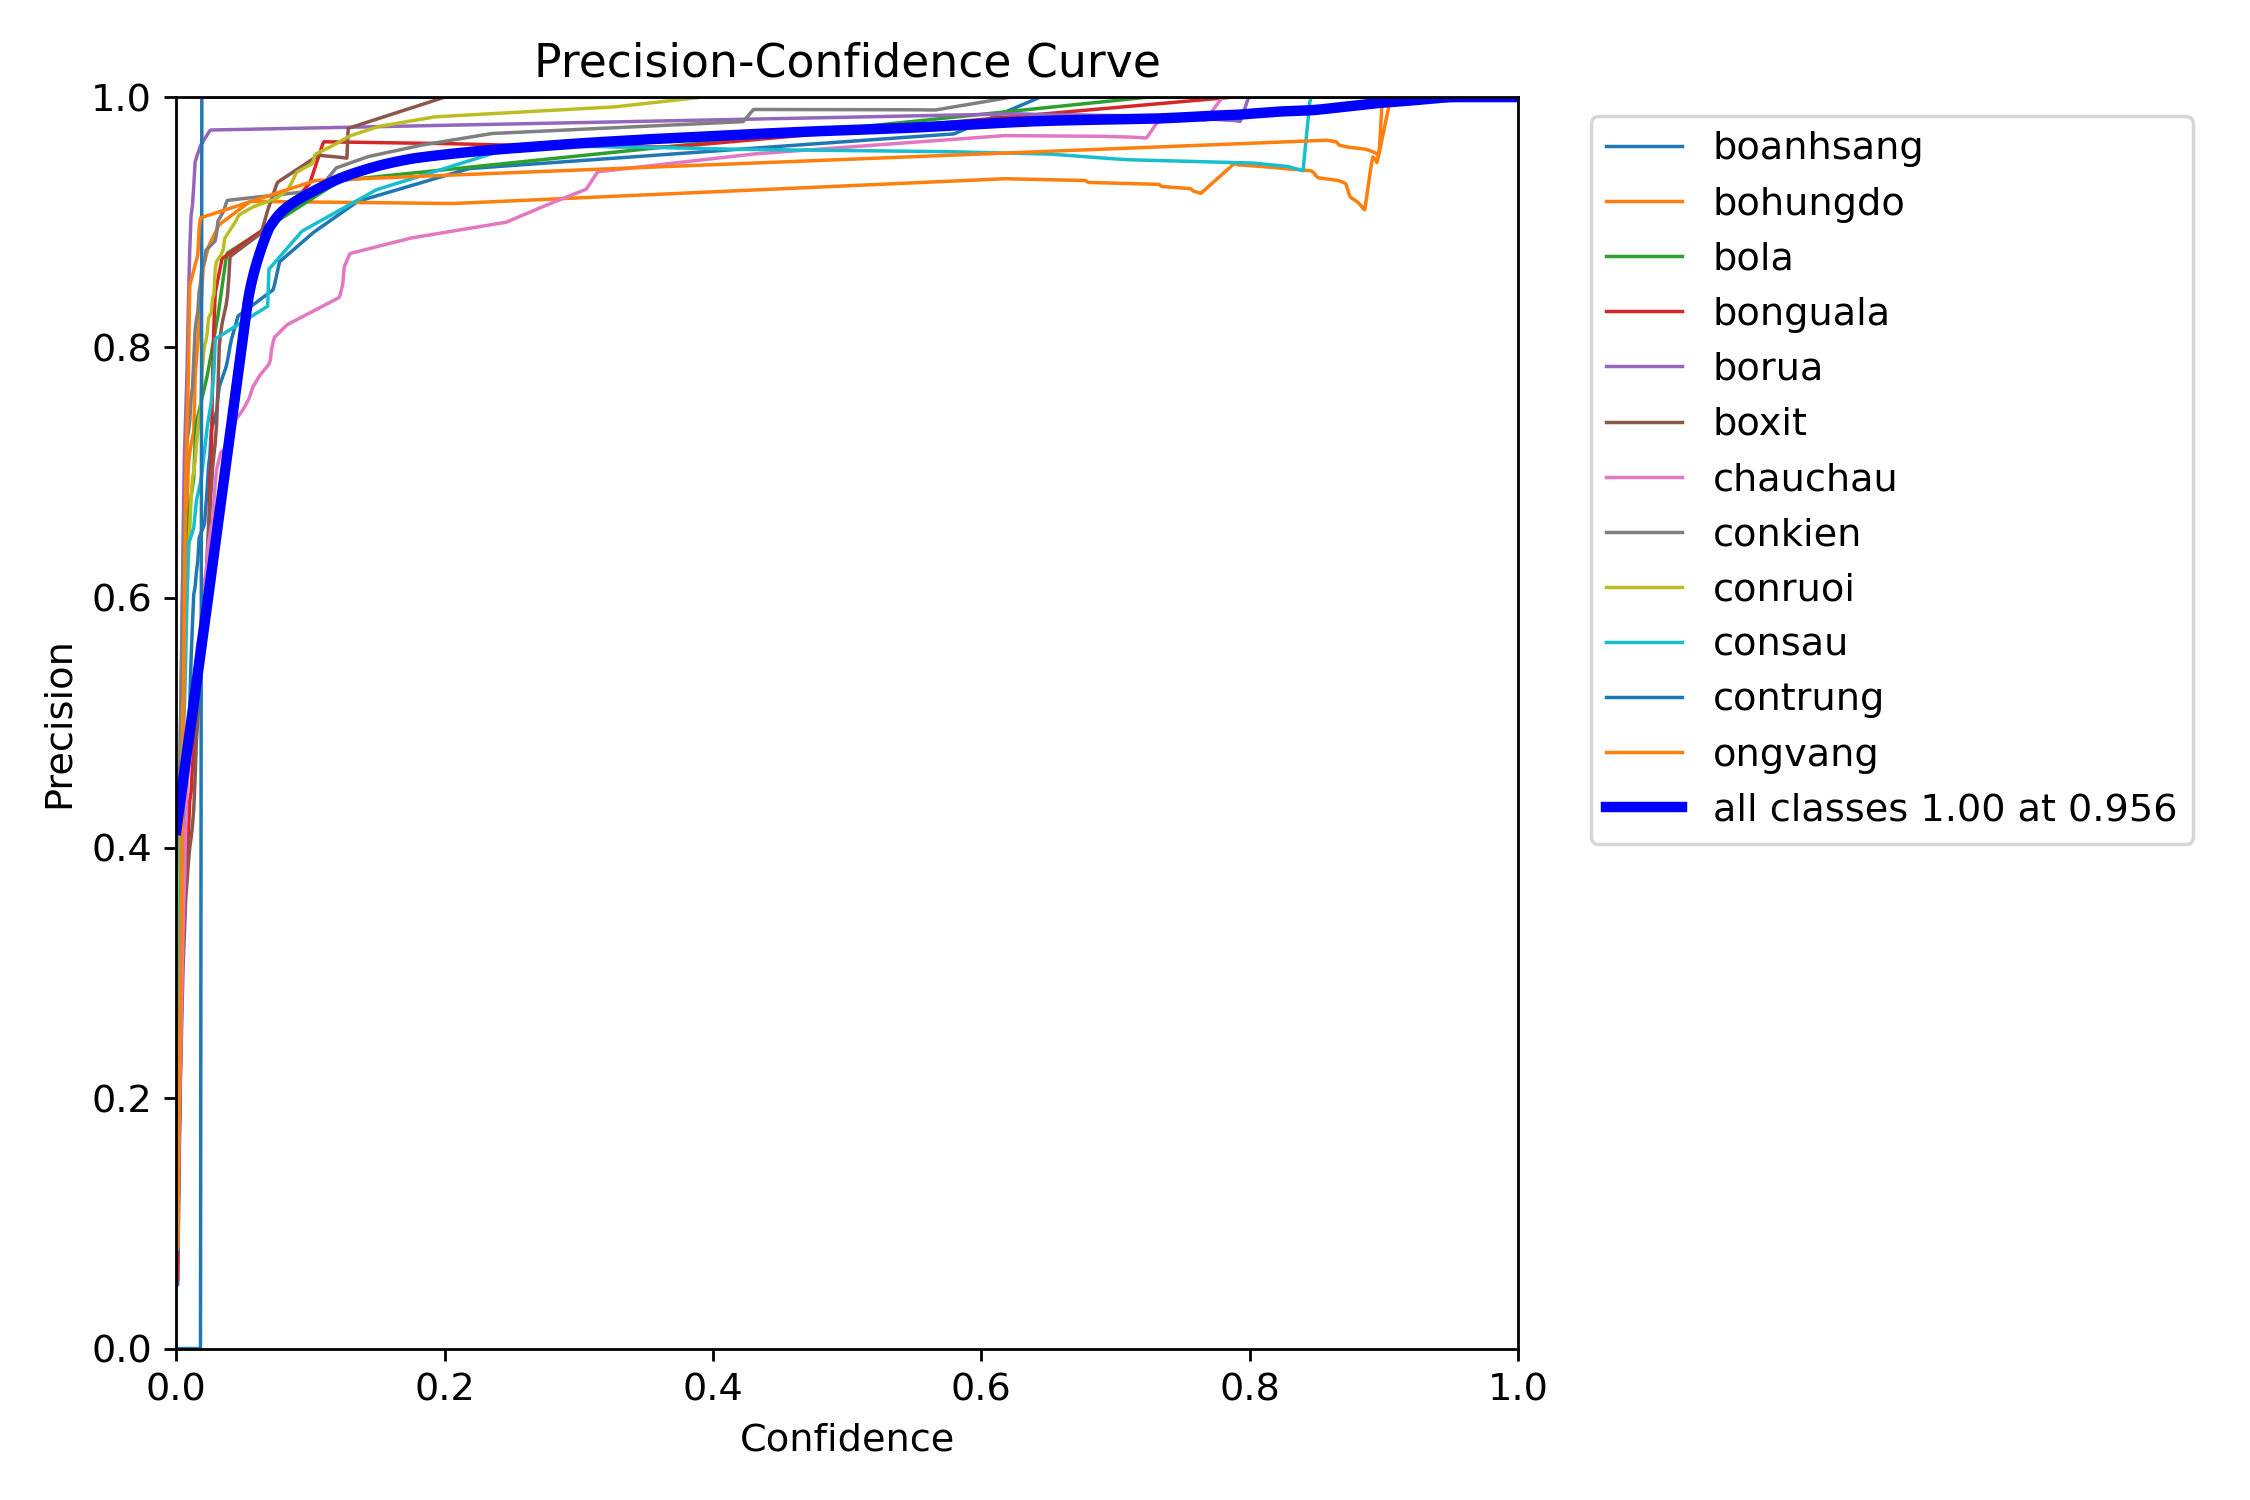 Precision-Confidence Curve
1.0
0.8
0.6
0.4
0.2
0.0
Precision
0.0 0.2 0.4 0.6 0.8 1.0
Confidence
boanhsang
bohungdo
bola
bonguala
borua
boxit
chauchau
conkien
conruoi
consau
contrung
ongvang
all classes 1.00 at 0.956